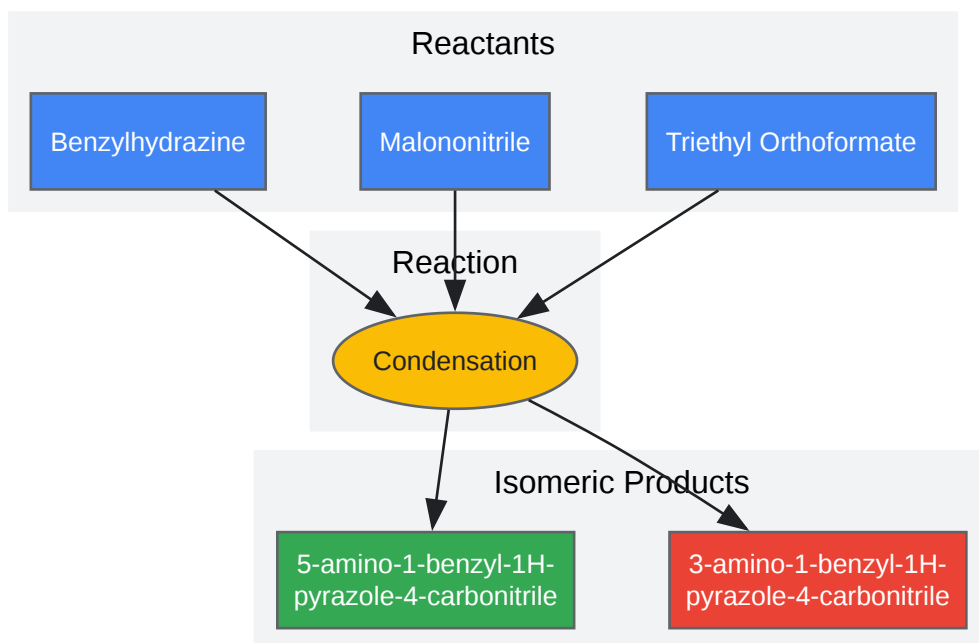 Reactants
Benzylhydrazine
Malononitrile
Triethyl Orthoformate
Reaction
Condensation
Isomeric Products
5-amino-1-benzyl-1H-
pyrazole-4-carbonitrile
3-amino-1-benzyl-1H-
pyrazole-4-carbonitrile